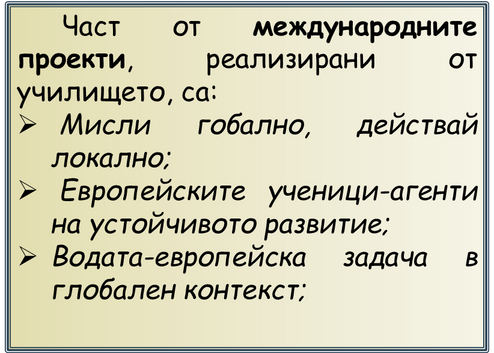 Част от международните
проекти, реализирани от
училището, са:
➢ Мисли гобално, действай
локално;
➢ Европейските ученици-агенти
на устойчивото развитие;
➢ Водата-европейска задача в
глобален контекст;